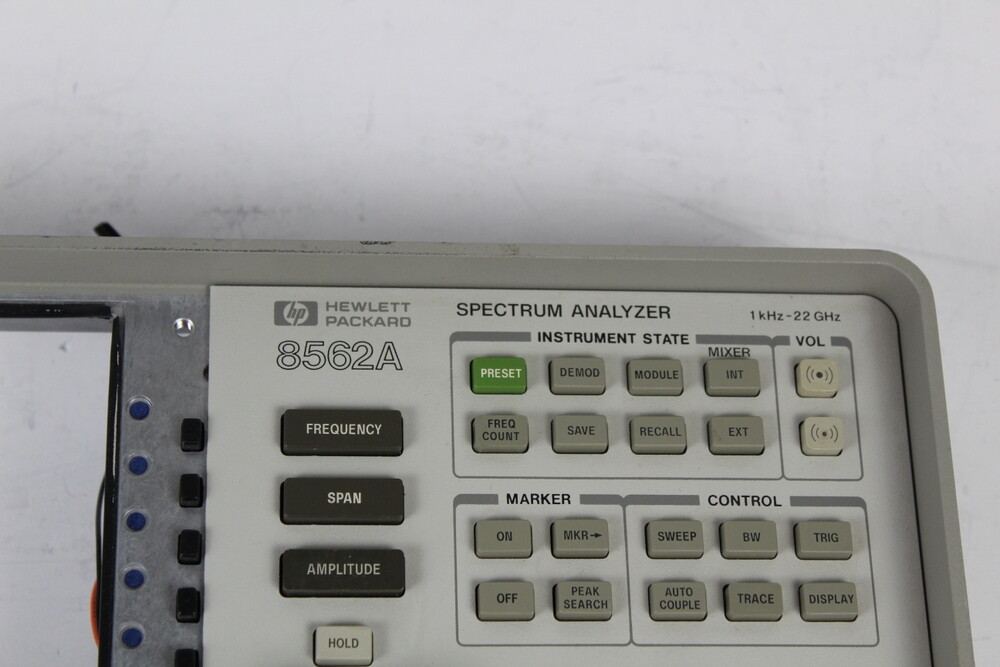 hp HEWLETT
PACKARD
8562A
SPECTRUM ANALYZER 1 kHz - 22 GHz
INSTRUMENT STATE
MIXER
VOL
PRESET DEMOD MODULE INT
FREQ
COUNT
SAVE RECALL EXT
FREQUENCY
SPAN
AMPLITUDE
HOLD
MARKER
ON MKR→
OFF
PEAK
SEARCH
CONTROL
SWEEP BW TRIG
AUTO
COUPLE
TRACE DISPLAY